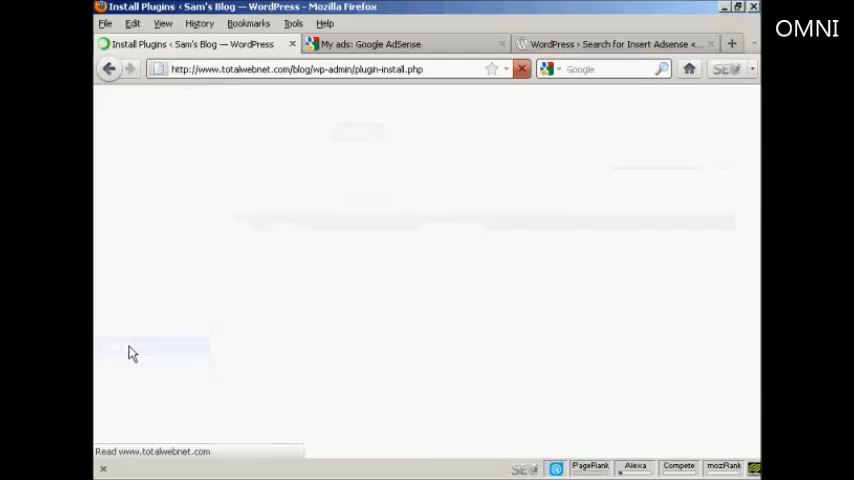 OMNI
Install Plugins ‹ Sam's Blog — WordPress - Mozilla Firefox
File Edit View History Bookmarks Tools Help
Install Plugins ‹ Sam's Blog — WordPress
My ads: Google AdSense
WordPress › Search for Insert Adsense «...
http://www.totalwebnet.com/blog/wp-admin/plugin-install.php
Google
SEO
Read www.totalwebnet.com
SEO PageRank Alexa Compete mozRank